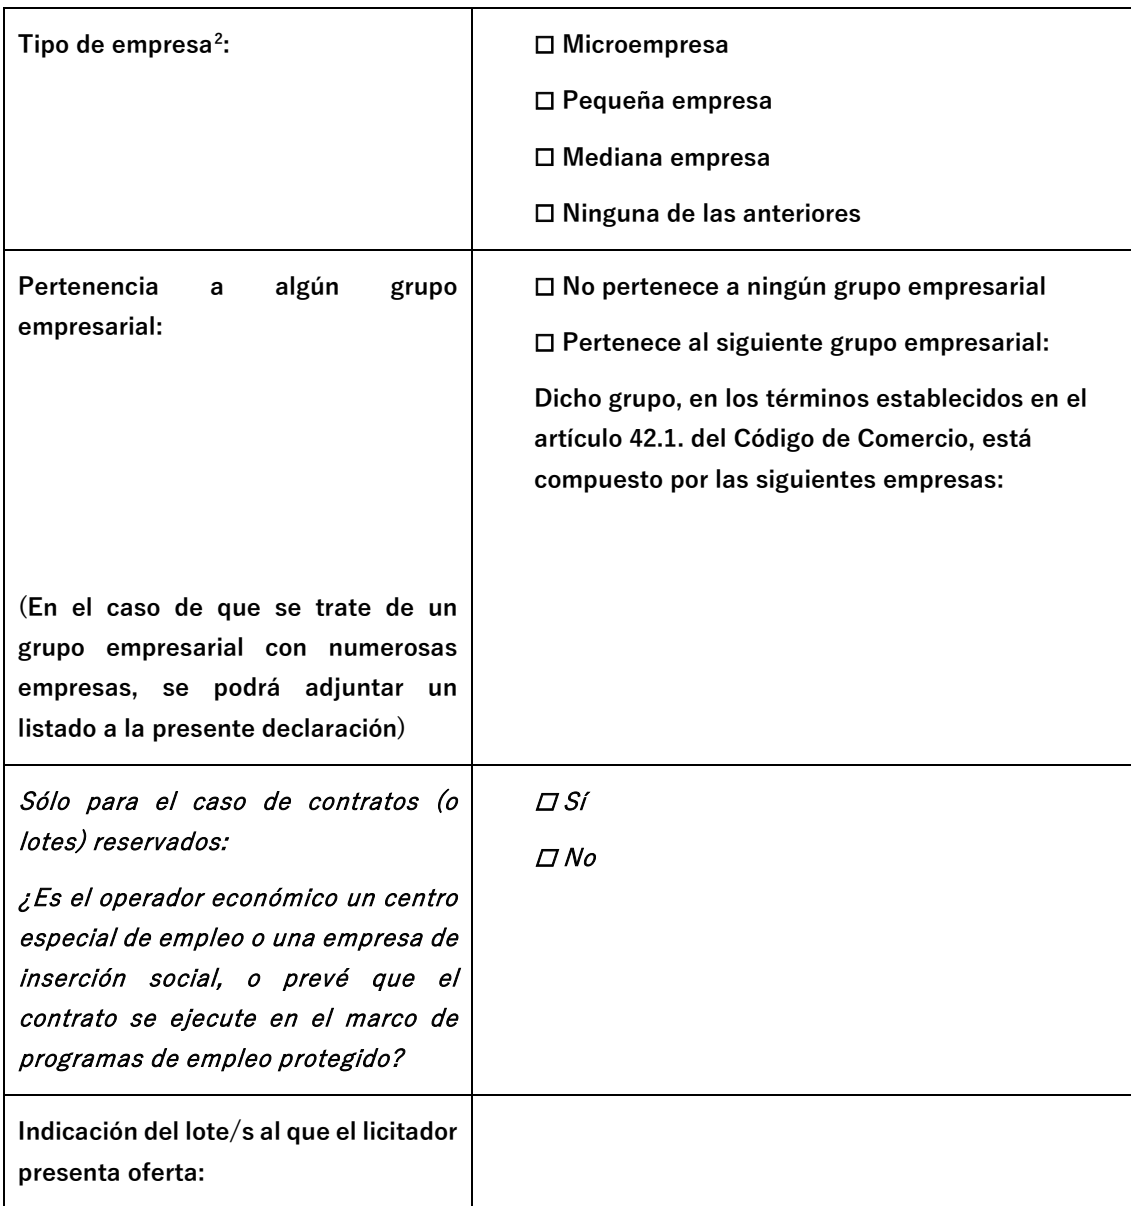 Tipo de empresa²:
☐ Microempresa
☐ Pequeña empresa
☐ Mediana empresa
☐ Ninguna de las anteriores
Pertenencia a algún grupo
empresarial:
(En el caso de que se trate de un
grupo empresarial con numerosas
empresas, se podrá adjuntar un
listado a la presente declaración)
☐ No pertenece a ningún grupo empresarial
☐ Pertenece al siguiente grupo empresarial:
Dicho grupo, en los términos establecidos en el
artículo 42.1. del Código de Comercio, está
compuesto por las siguientes empresas:
Sólo para el caso de contratos (o
lotes) reservados:
¿Es el operador económico un centro
especial de empleo o una empresa de
inserción social, o prevé que el
contrato se ejecute en el marco de
programas de empleo protegido?
☐ Sí
☐ No
Indicación del lote/s al que el licitador
presenta oferta: